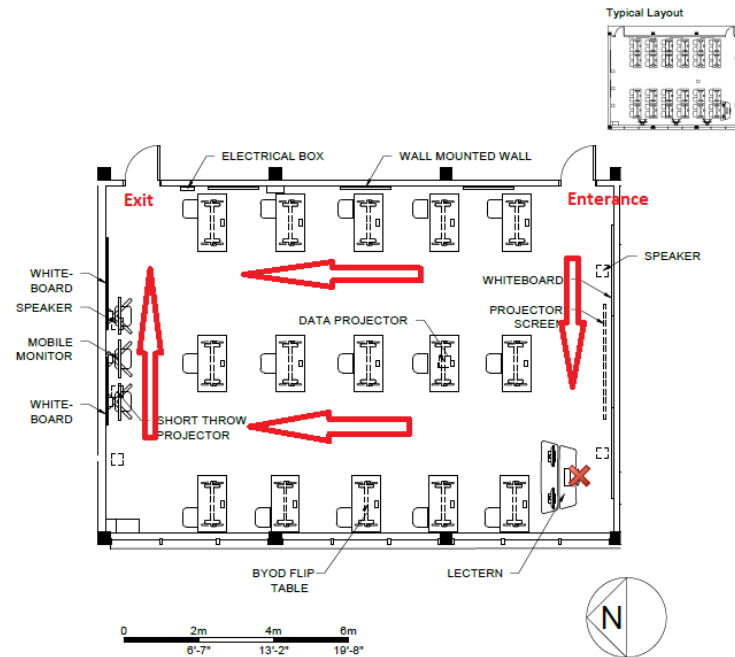 Typical Layout
ELECTRICAL BOX
WALL MOUNTED WALL
Exit
Enterance
SPEAKER
WHITE-
BOARD
WHITEBOARD
SPEAKER
PROJECTOR
SCREEN
DATA PROJECTOR
MOBILE
MONITOR
WHITE-
BOARD
SHORT THROW
PROJECTOR
BYOD FLIP
TABLE
LECTERN
N
0 2m 4m 6m
6'-7" 13'-2" 19'-8"